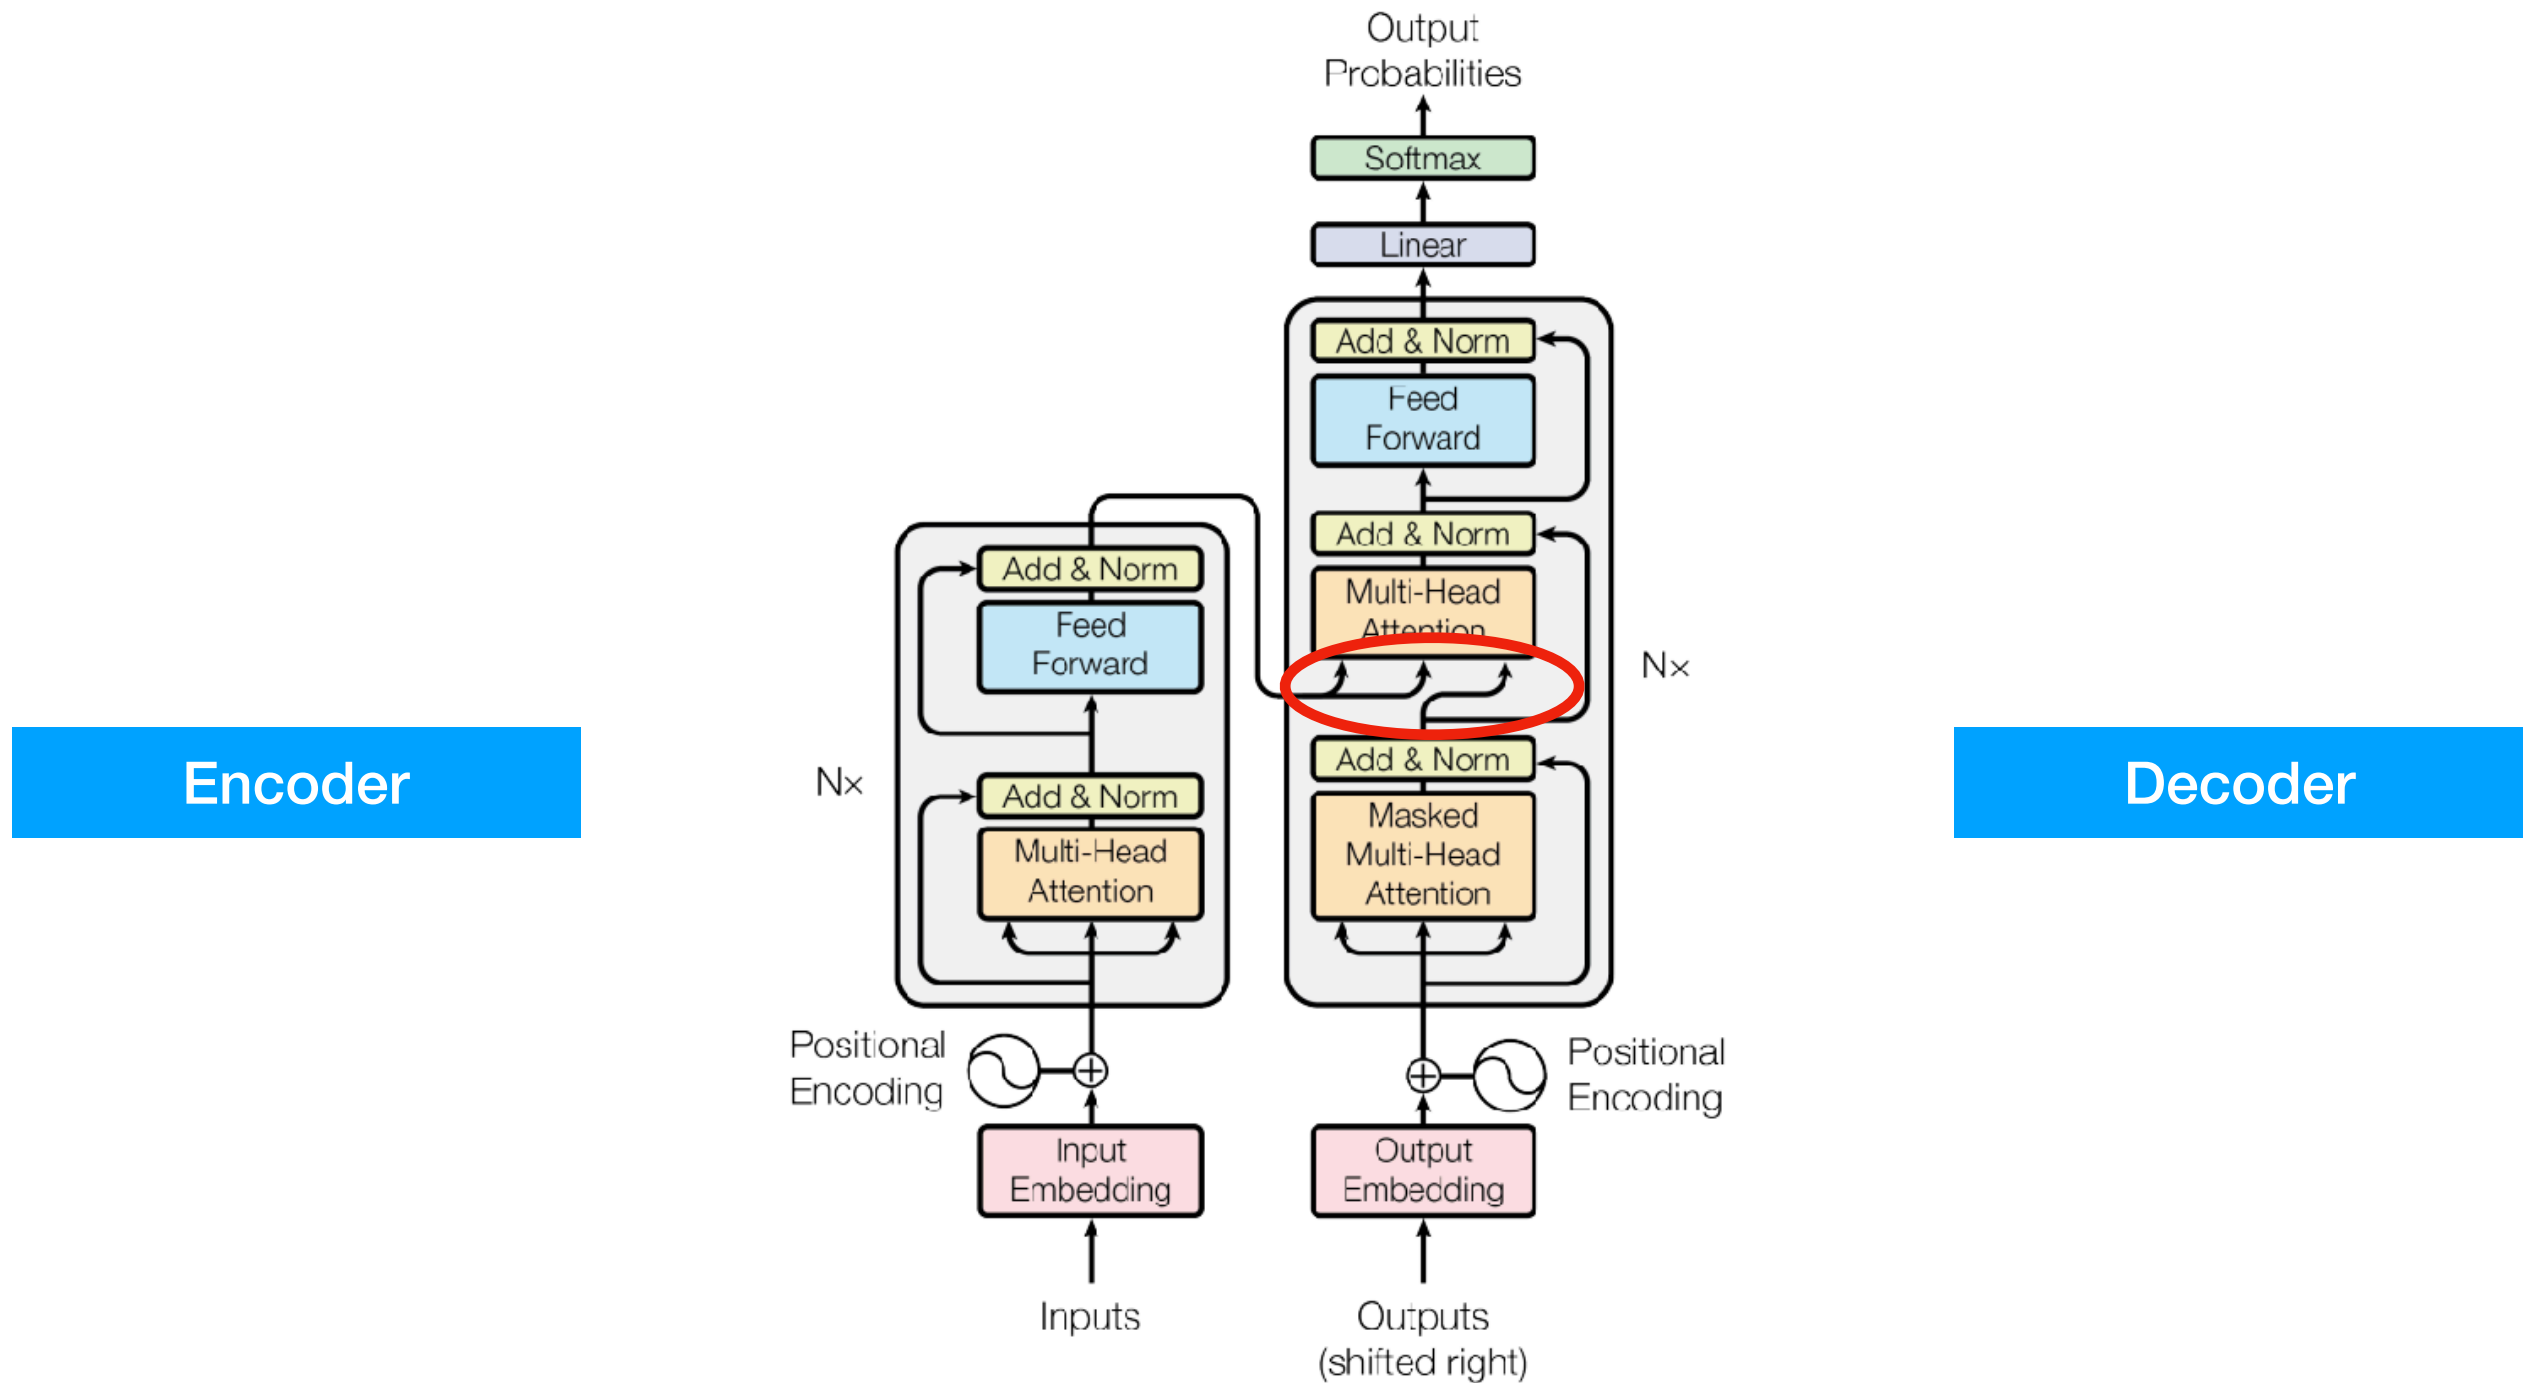 Output
Probabilities
Softmax
Linear
Add & Norm
Feed
Forward
Add & Norm
Multi-Head
Attention
Nx
Add & Norm
Masked
Multi-Head
Attention
Positional
Encoding
Output
Embedding
Outputs
(shifted right)
Add & Norm
Feed
Forward
Nx
Add & Norm
Multi-Head
Attention
Positional
Encoding
Input
Embedding
Inputs
Encoder
Decoder